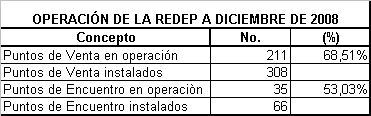 OPERACIÓN DE LA REDEP A DICIEMBRE DE 2008
Concepto No. (%)
Puntos de Venta en operación 211 68,51%
Puntos de Venta instalados 308
Puntos de Encuentro en operaciòn 35 53,03%
Puntos de Encuentro instalados 66